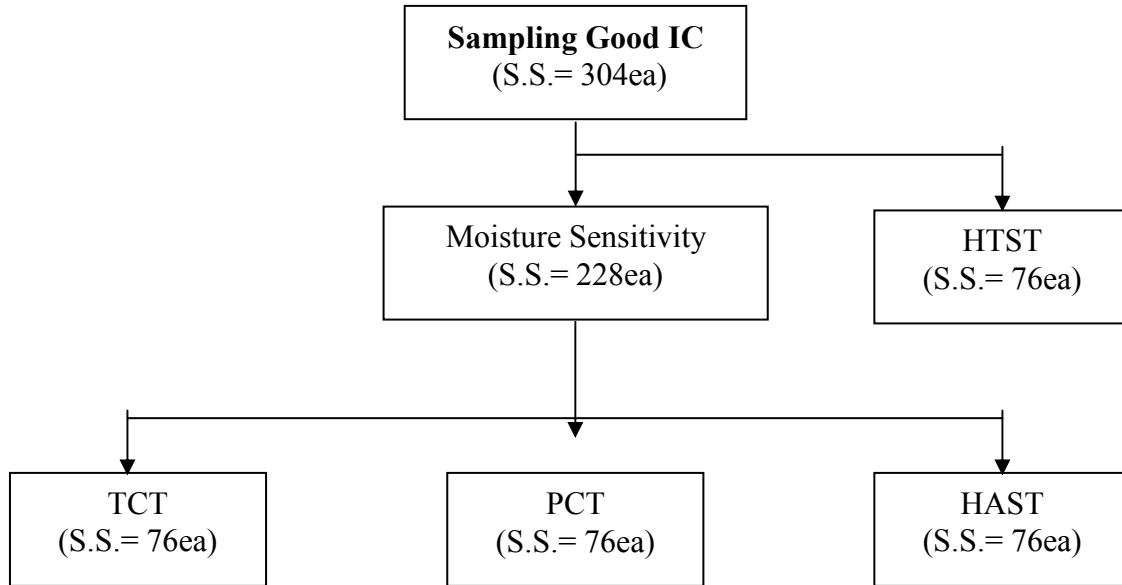 Sampling Good IC
(S.S.= 304ea)
Moisture Sensitivity
(S.S.= 228ea)
HTST
(S.S.= 76ea)
TCT
(S.S.= 76ea)
PCT
(S.S.= 76ea)
HAST
(S.S.= 76ea)